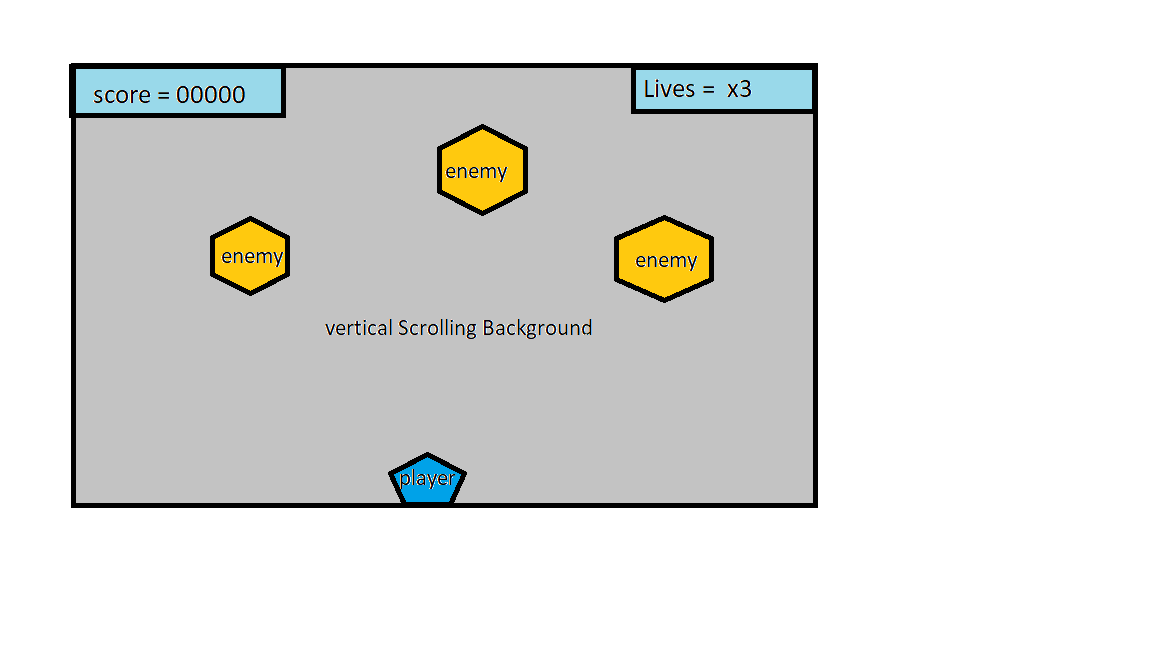 score = 00000
Lives =  x3
enemy
enemy
enemy
vertical Scrolling Background
player